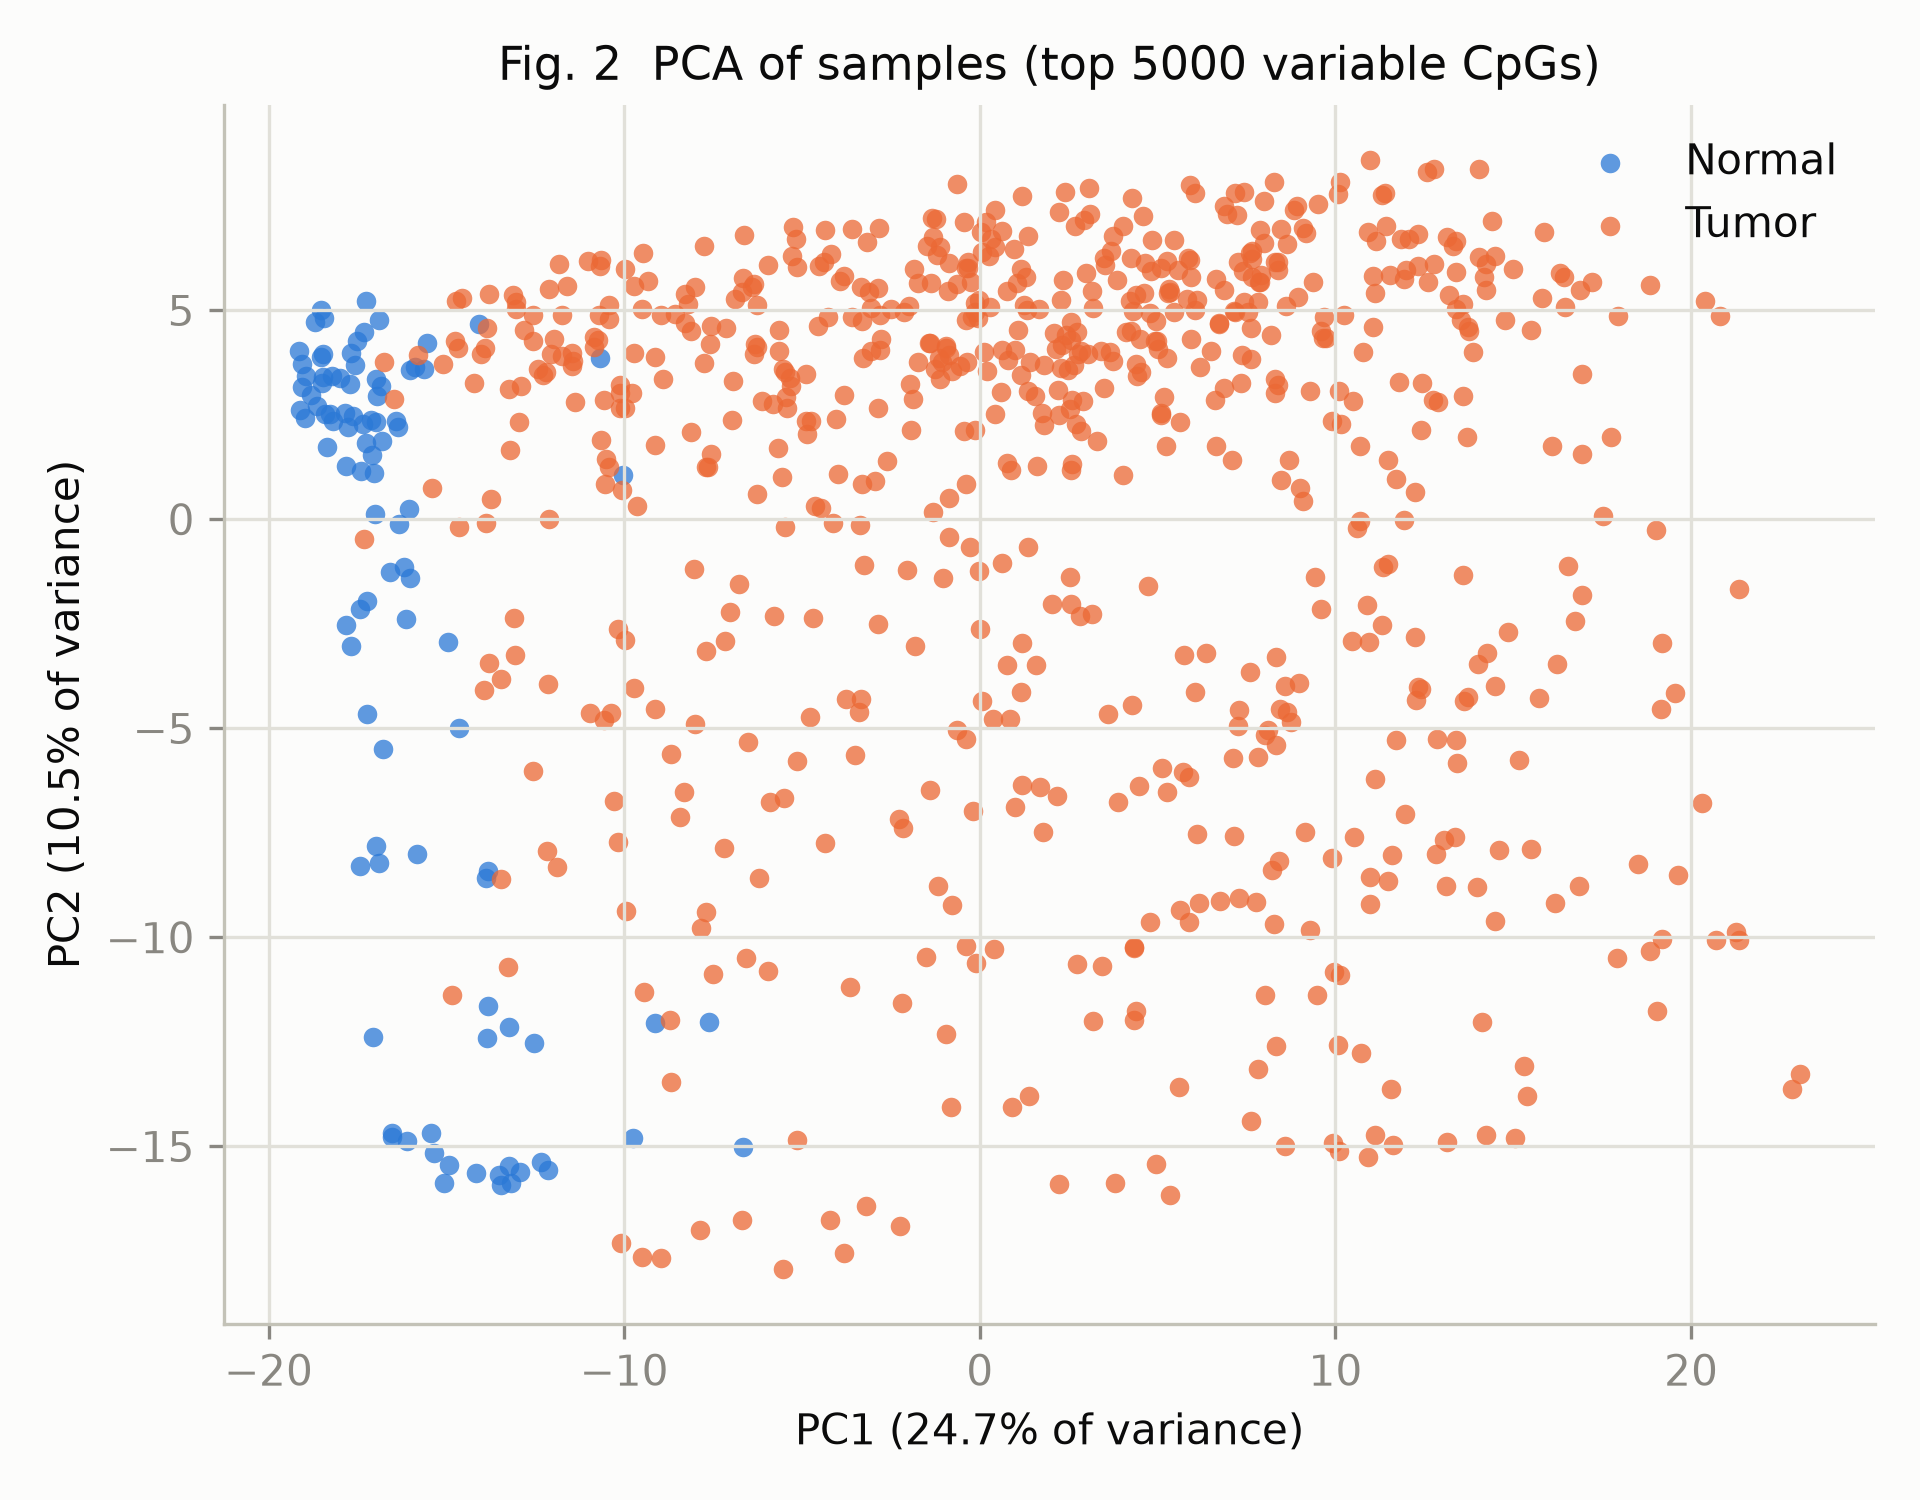 Fig. 2  PCA of samples (top 5000 variable CpGs)
Normal
Tumor
PC2 (10.5% of variance)
5
0
−5
−10
−15
−20
−10
0
10
20
PC1 (24.7% of variance)